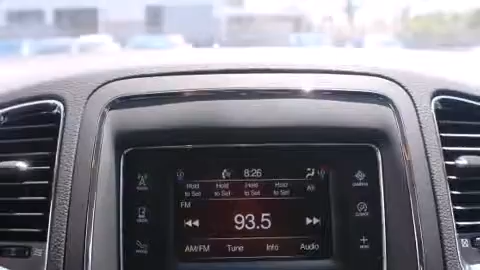 8:26
Hold Hold Hold Hold
to Set to Set to Set to Set
FM
93.5
AM/FM Tune Info Audio